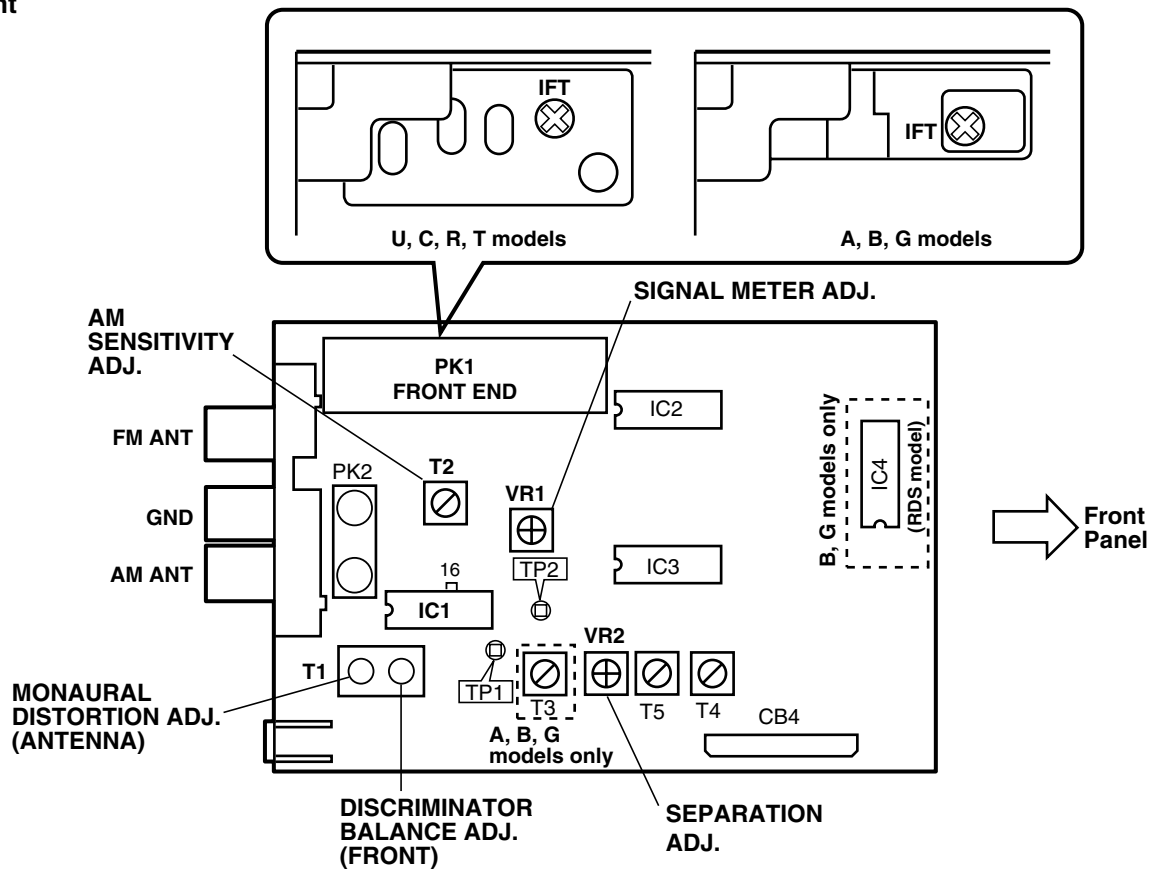 nt
IFT
IFT
U, C, R, T models
A, B, G models
SIGNAL METER ADJ.
AM
SENSITIVITY
ADJ.
PK1
FRONT END
IC2
FM ANT
PK2
T2
VR1
B, G models only
IC4
(RDS model)
GND
Front
Panel
AM ANT
16
TP2
IC3
IC1
VR2
T1
TP1
T3
T5
T4
CB4
MONAURAL
DISTORTION ADJ.
(ANTENNA)
A, B, G
models only
DISCRIMINATOR
BALANCE ADJ.
(FRONT)
SEPARATION
ADJ.